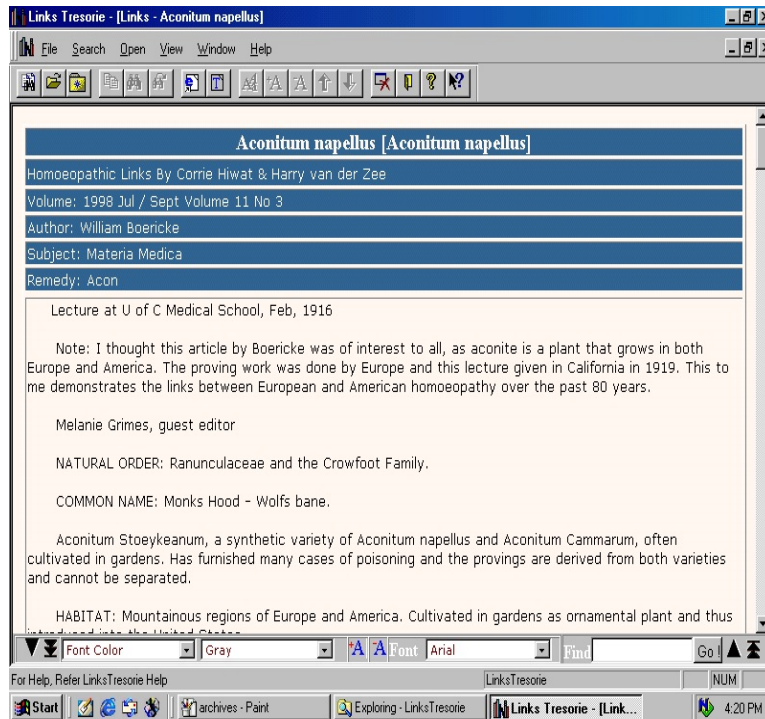 Links Tresorie - [Links - Aconitum napellus]
File Search Open View Window Help
Aconitum napellus [Aconitum napellus]
Homoeopathic Links By Corrie Hiwat & Harry van der Zee
Volume: 1998 Jul / Sept Volume 11 No 3
Author: William Boericke
Subject: Materia Medica
Remedy: Acon
Lecture at U of C Medical School, Feb, 1916
Note: I thought this article by Boericke was of interest to all, as aconite is a plant that grows in both
Europe and America. The proving work was done by Europe and this lecture given in California in 1919. This to
me demonstrates the links between European and American homoeopathy over the past 80 years.
Melanie Grimes, guest editor
NATURAL ORDER: Ranunculaceae and the Crowfoot Family.
COMMON NAME: Monks Hood - Wolfs bane.
Aconitum Stoeykeanum, a synthetic variety of Aconitum napellus and Aconitum Cammarum, often
cultivated in gardens. Has furnished many cases of poisoning and the provings are derived from both varieties
and cannot be separated.
HABITAT: Mountainous regions of Europe and America. Cultivated in gardens as ornamental plant and thus
introduced into the United States
Font Color Gray A A Font Arial Find Go !
For Help, Refer LinksTresorie Help LinksTresorie NUM
Start archives - Paint Exploring - LinksTresorie Links Tresorie - [Link... 4:20 PM